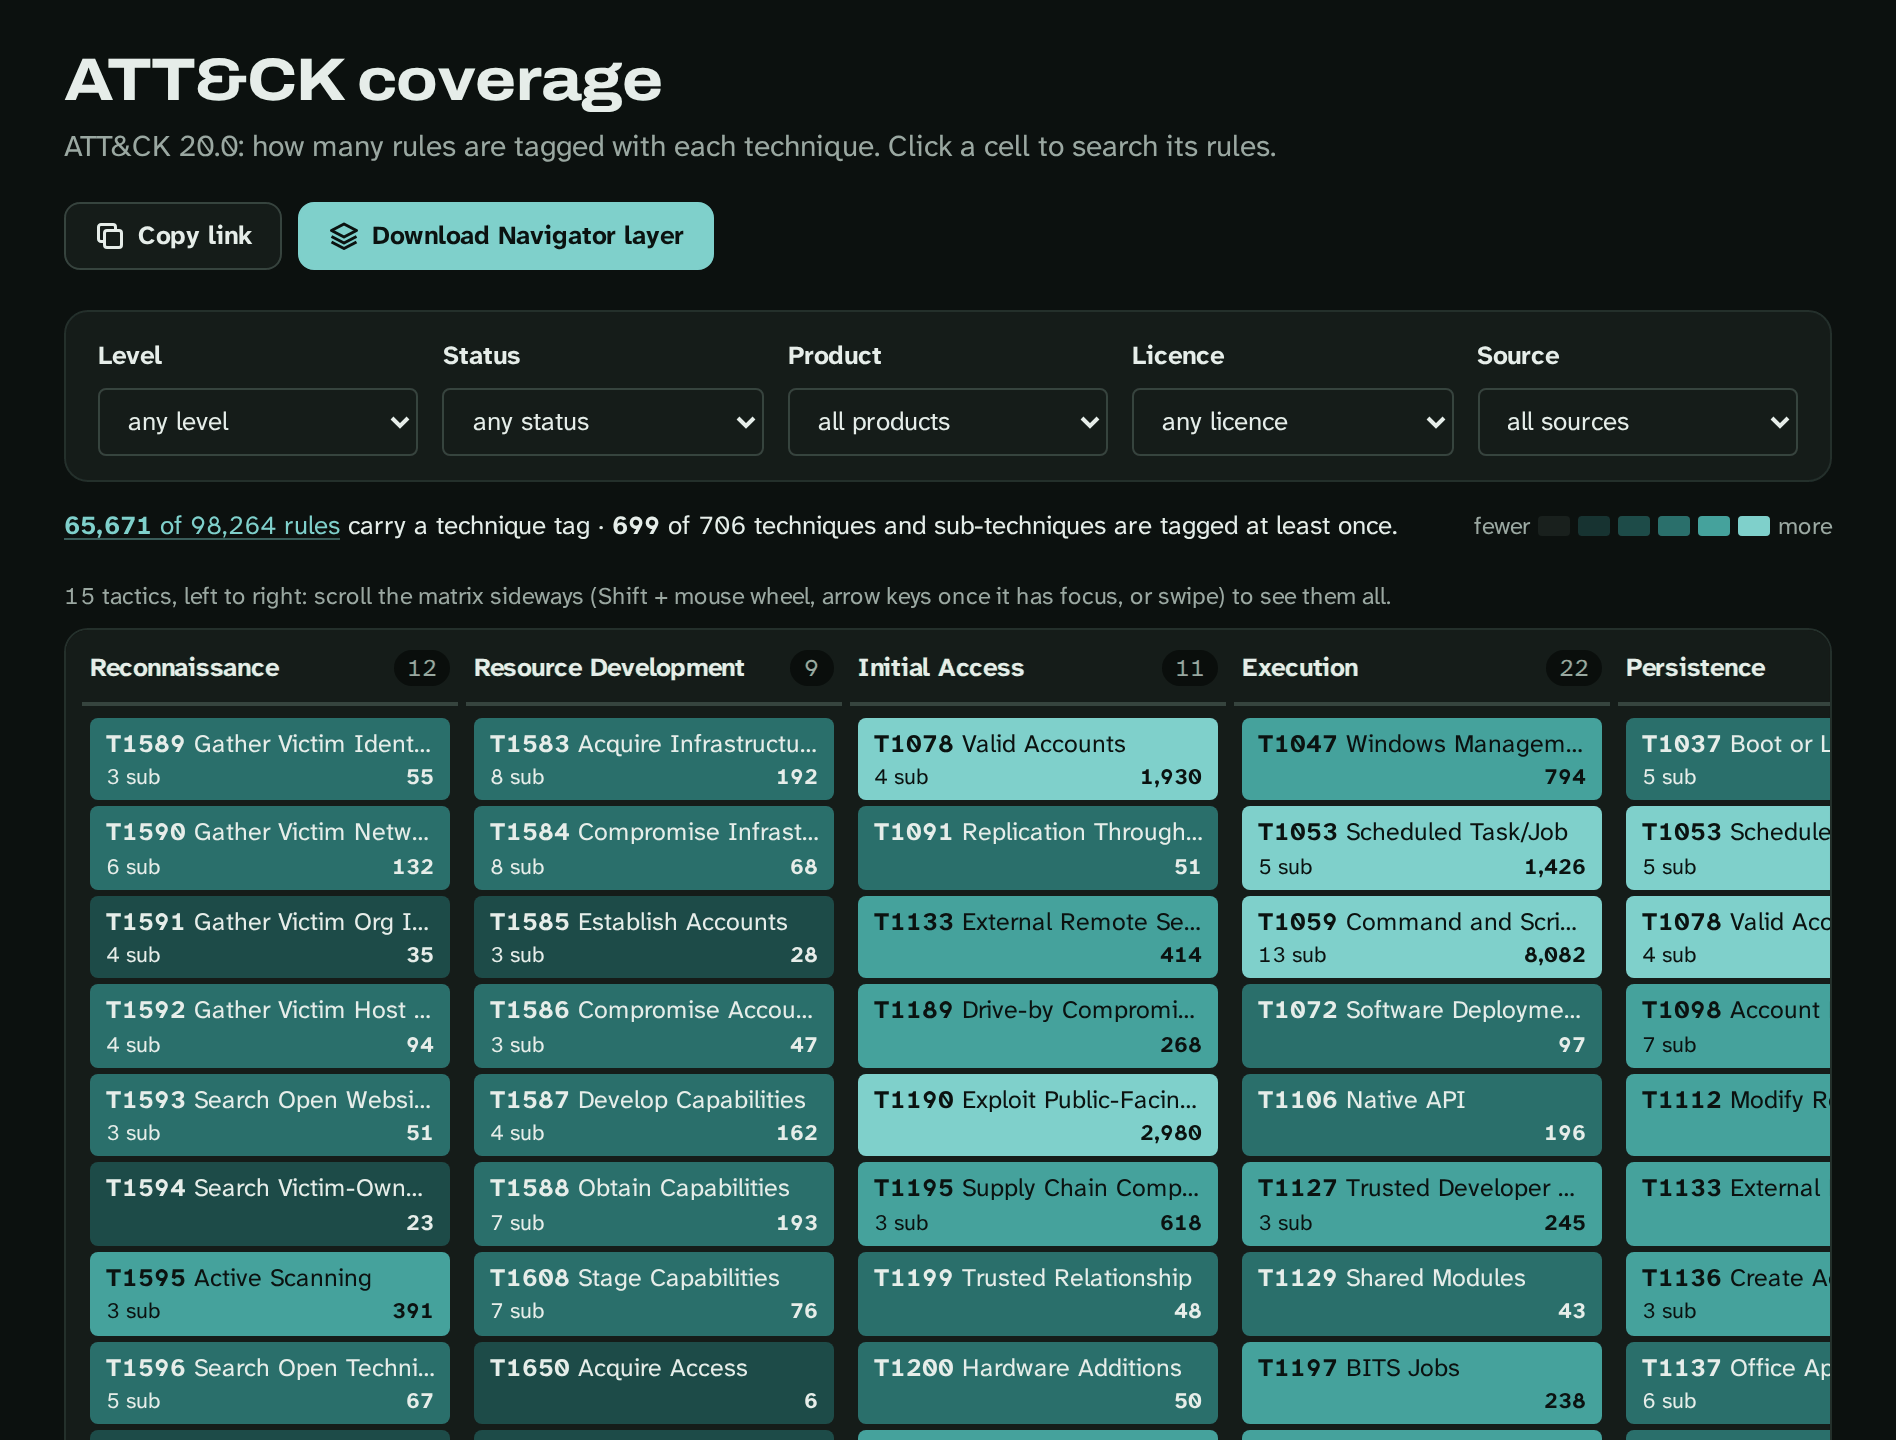 ATT&CK coverage
ATT&CK 20.0: how many rules are tagged with each technique. Click a cell to search its rules.
Copy link
Download Navigator layer
Level Status Product Licence Source
any level any status all products any licence all sources
65,671 of 98,264 rules carry a technique tag · 699 of 706 techniques and sub-techniques are tagged at least once. fewer more
15 tactics, left to right: scroll the matrix sideways (Shift + mouse wheel, arrow keys once it has focus, or swipe) to see them all.
Reconnaissance 12
T1589 Gather Victim Ident...
3 sub 55
T1590 Gather Victim Netw...
6 sub 132
T1591 Gather Victim Org I...
4 sub 35
T1592 Gather Victim Host ...
4 sub 94
T1593 Search Open Websi...
3 sub 51
T1594 Search Victim-Own...
23
T1595 Active Scanning
3 sub 391
T1596 Search Open Techni...
5 sub 67
Resource Development 9
T1583 Acquire Infrastructu...
8 sub 192
T1584 Compromise Infrast...
8 sub 68
T1585 Establish Accounts
3 sub 28
T1586 Compromise Accou...
3 sub 47
T1587 Develop Capabilities
4 sub 162
T1588 Obtain Capabilities
7 sub 193
T1608 Stage Capabilities
7 sub 76
T1650 Acquire Access
6
Initial Access 11
T1078 Valid Accounts
4 sub 1,930
T1091 Replication Through...
51
T1133 External Remote Se...
414
T1189 Drive-by Compromi...
268
T1190 Exploit Public-Facin...
2,980
T1195 Supply Chain Comp...
3 sub 618
T1199 Trusted Relationship
48
T1200 Hardware Additions
50
Execution 22
T1047 Windows Managem...
794
T1053 Scheduled Task/Job
5 sub 1,426
T1059 Command and Scri...
13 sub 8,082
T1072 Software Deployme...
97
T1106 Native API
196
T1127 Trusted Developer ...
3 sub 245
T1129 Shared Modules
43
T1197 BITS Jobs
238
Persistence
T1037 Boot or L
5 sub
T1053 Schedule
5 sub
T1078 Valid Acc
4 sub
T1098 Account
7 sub
T1112 Modify R
T1133 External
T1136 Create A
3 sub
T1137 Office Ap
6 sub